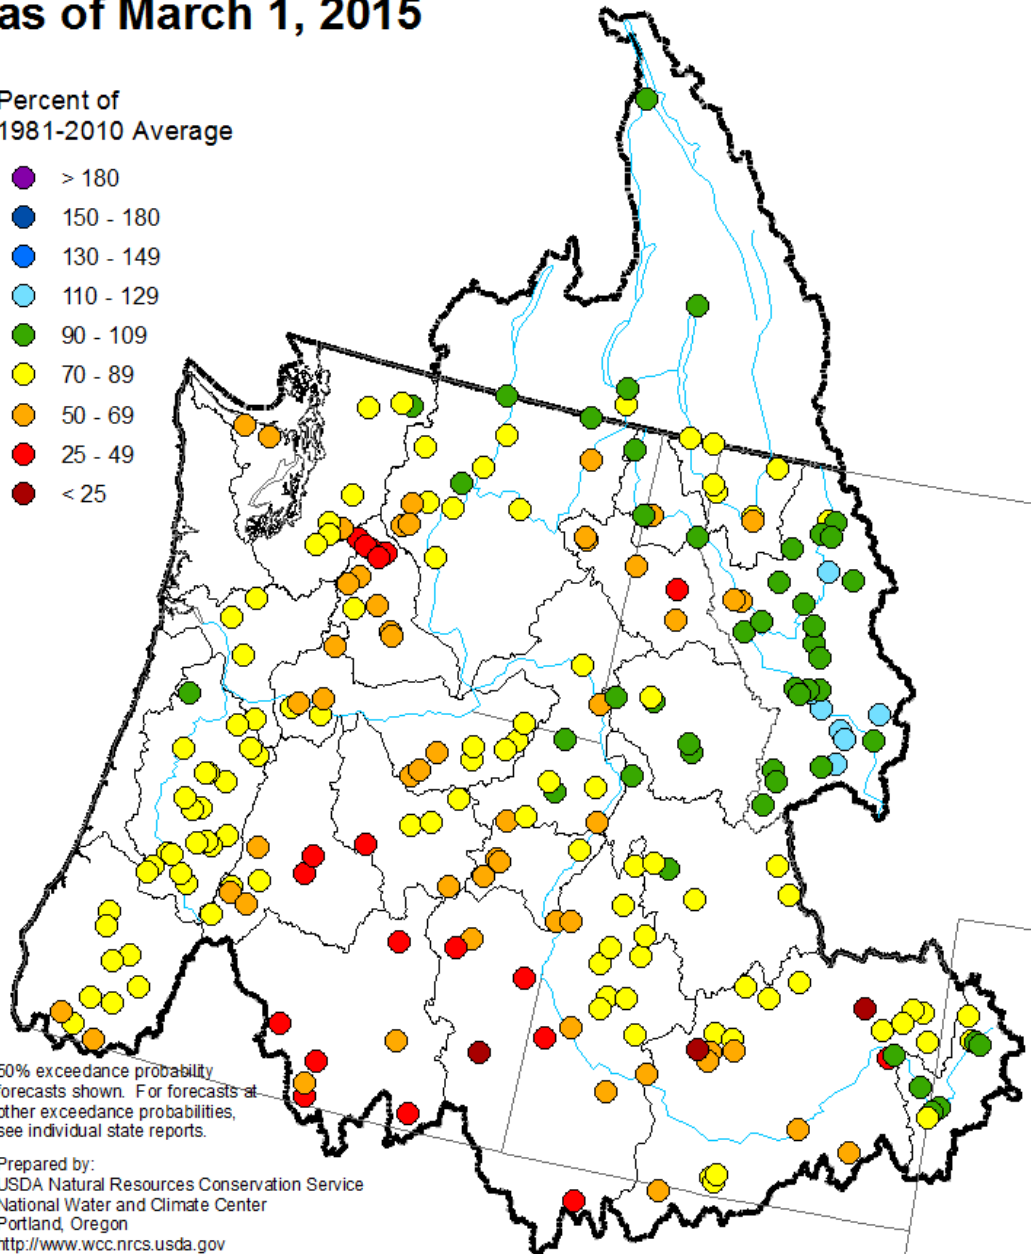 as of March 1, 2015
Percent of
1981-2010 Average
> 180
150 - 180
130 - 149
110 - 129
90 - 109
70 - 89
50 - 69
25 - 49
< 25
50% exceedance probability
forecasts shown. For forecasts at
other exceedance probabilities,
see individual state reports.
Prepared by:
USDA Natural Resources Conservation Service
National Water and Climate Center
Portland, Oregon
http://www.wcc.nrcs.usda.gov